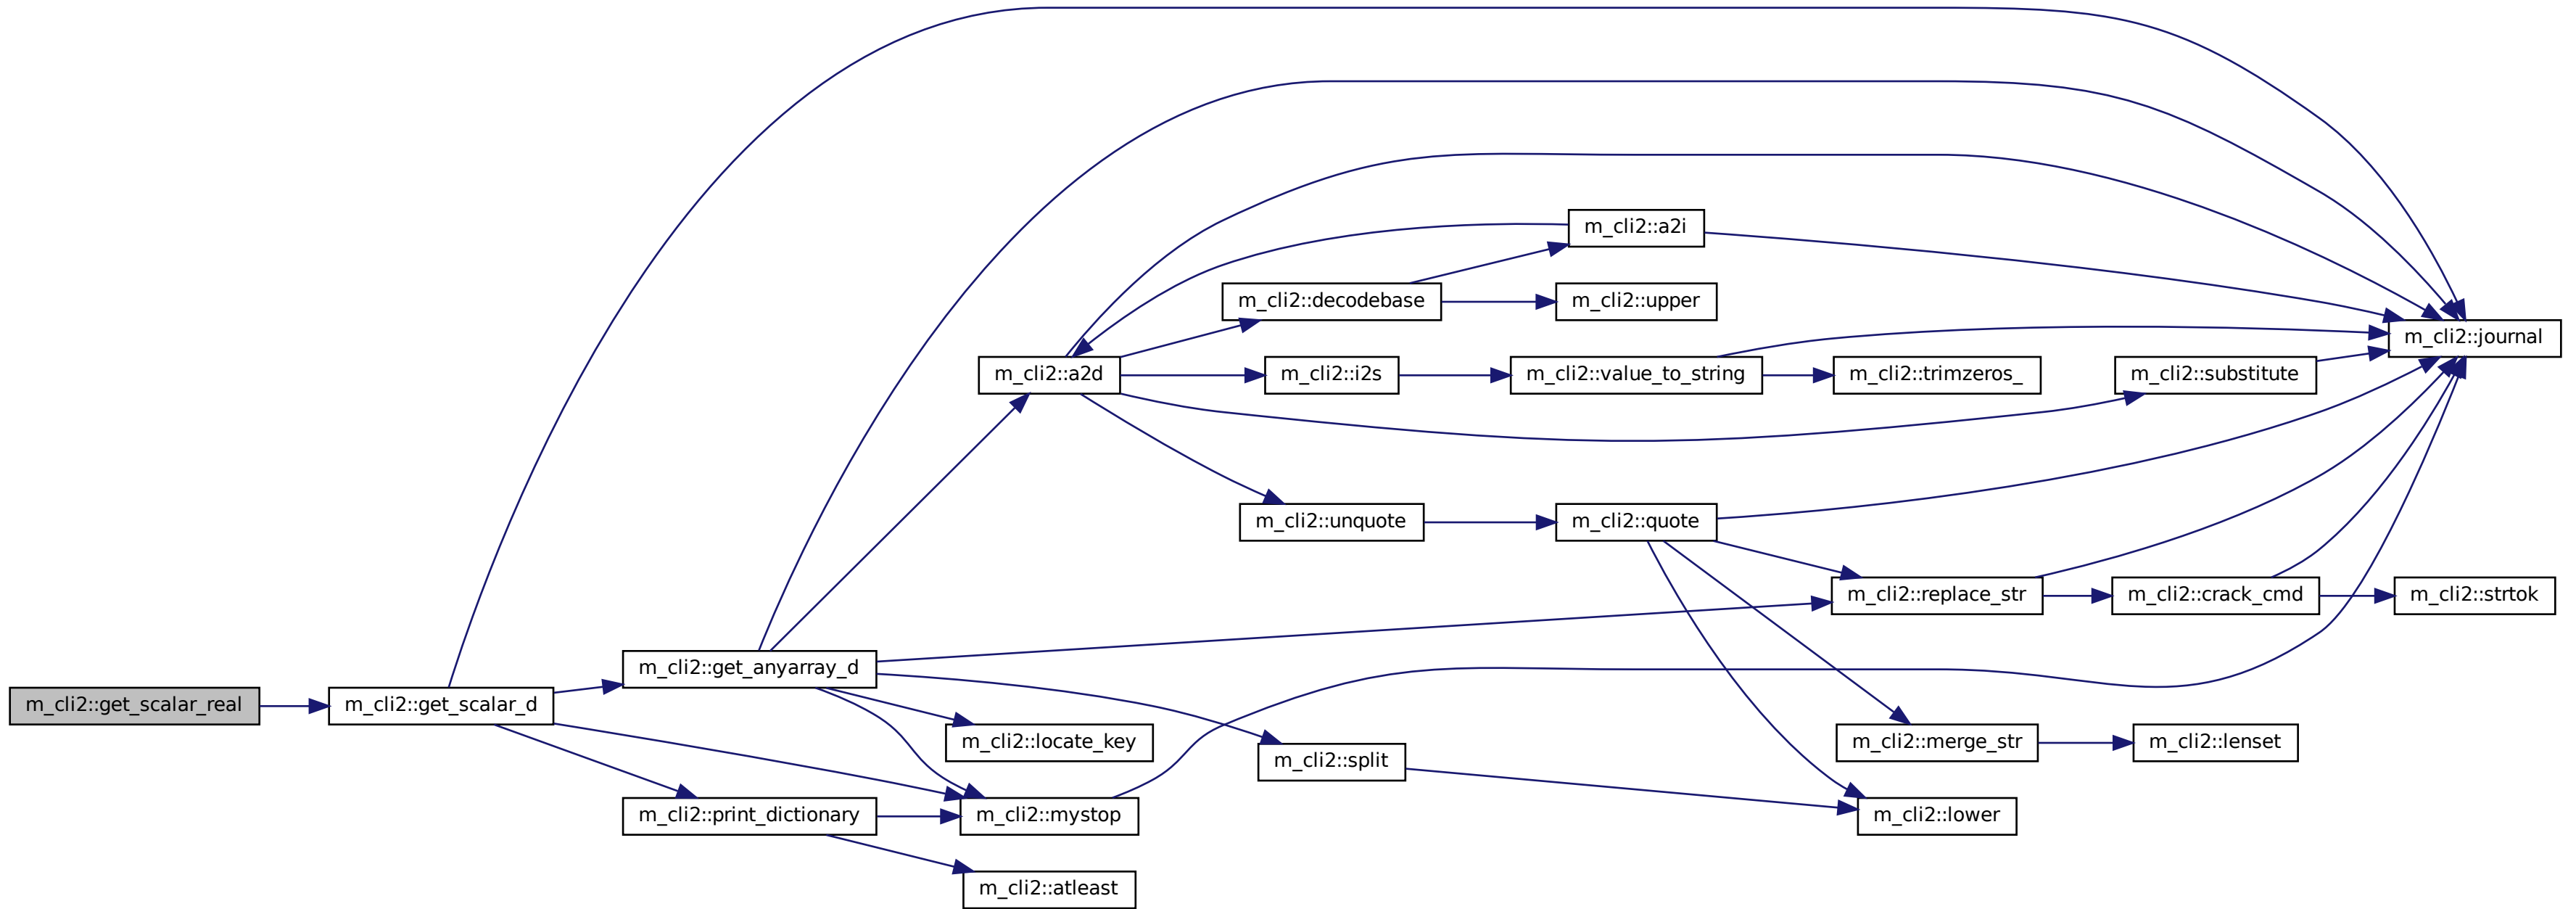 m_cli2::a2i
m_cli2::decodebase
m_cli2::upper
m_cli2::journal
m_cli2::a2d
m_cli2::i2s
m_cli2::value_to_string
m_cli2::trimzeros_
m_cli2::substitute
m_cli2::unquote
m_cli2::quote
m_cli2::replace_str
m_cli2::crack_cmd
m_cli2::strtok
m_cli2::get_anyarray_d
m_cli2::get_scalar_real
m_cli2::get_scalar_d
m_cli2::locate_key
m_cli2::merge_str
m_cli2::lenset
m_cli2::split
m_cli2::print_dictionary
m_cli2::mystop
m_cli2::lower
m_cli2::atleast